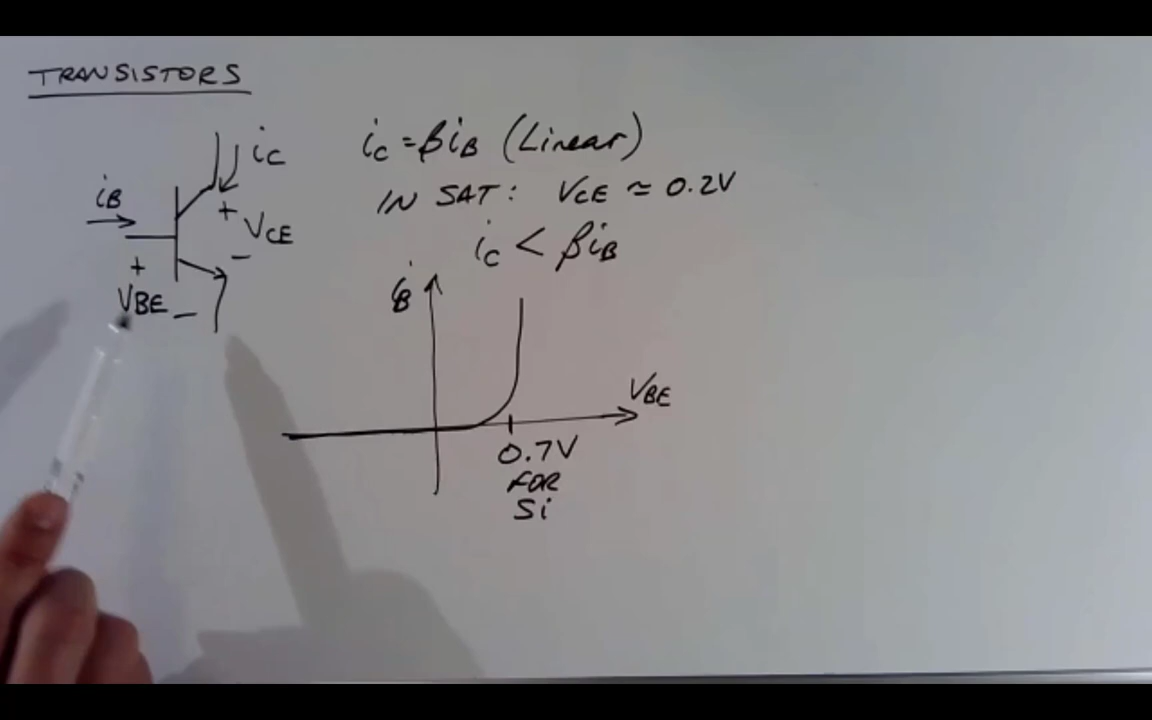 TRANSISTORS
iC
iB
+
VCE
-
+
VBE -
iC = βiB (Linear)
IN SAT: VCE ≈ 0.2V
iC < βiB
iB
VBE
0.7V
FOR
Si